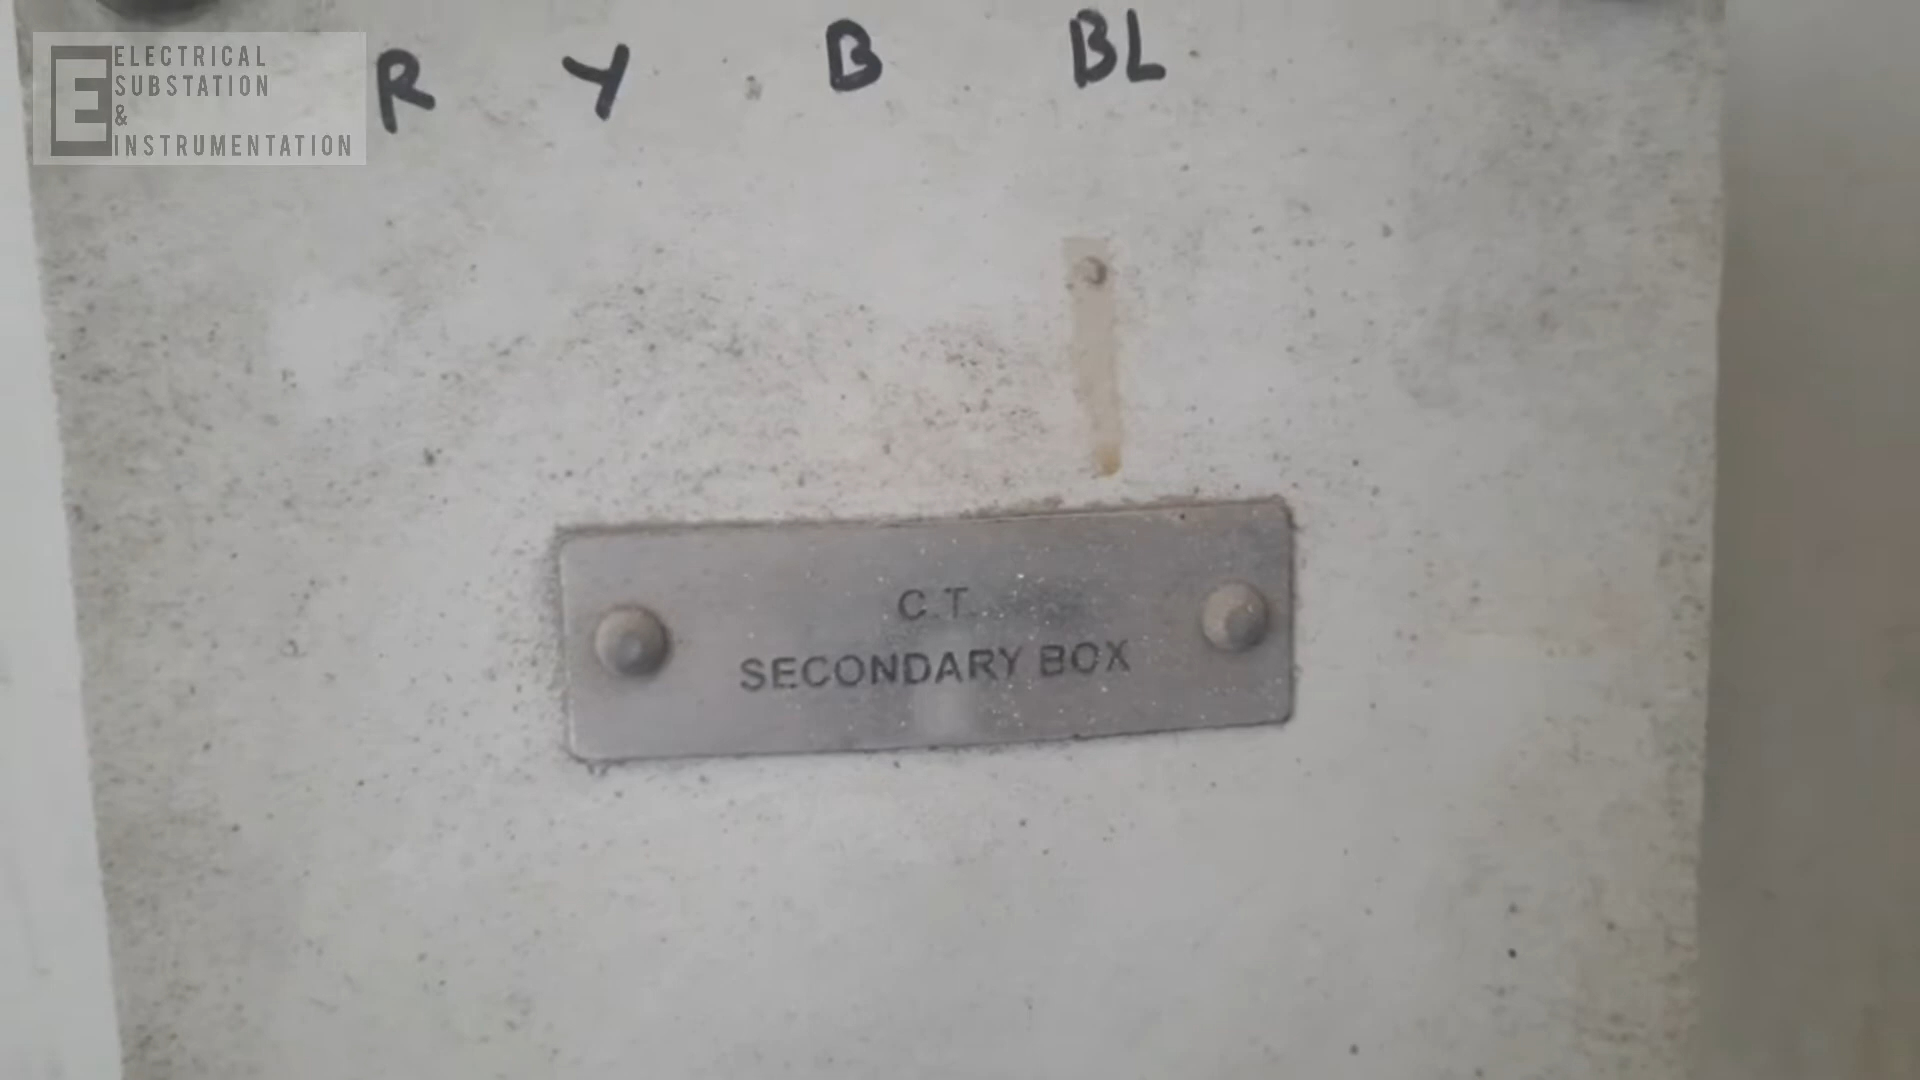 ELECTRICAL
SUBSTATION
&
INSTRUMENTATION
R Y B BL
C.T.
SECONDARY BOX